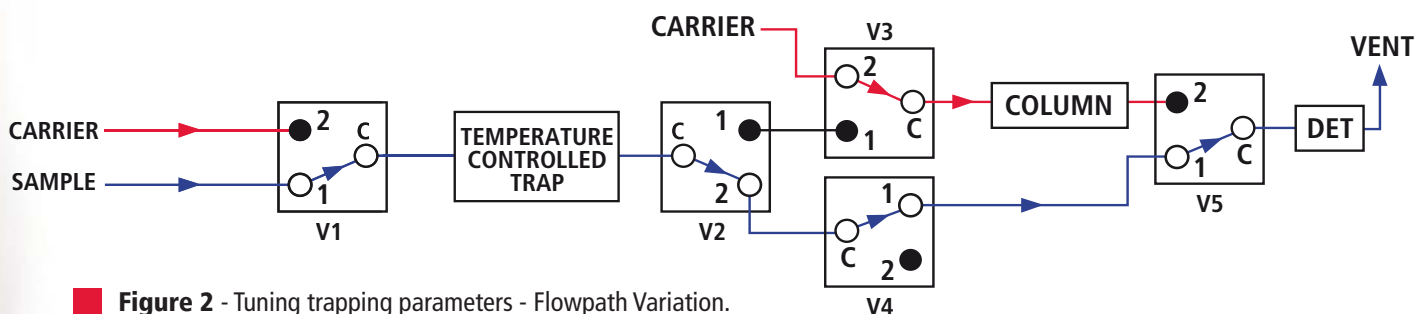 CARRIER
V3
VENT
2
C
1
CARRIER
2
C
1
V1
SAMPLE
TEMPERATURE
CONTROLLED
TRAP
C
1
2
V2
COLUMN
2
1
C
V5
DET
1
C
2
V4
Figure 2 - Tuning trapping parameters - Flowpath Variation.